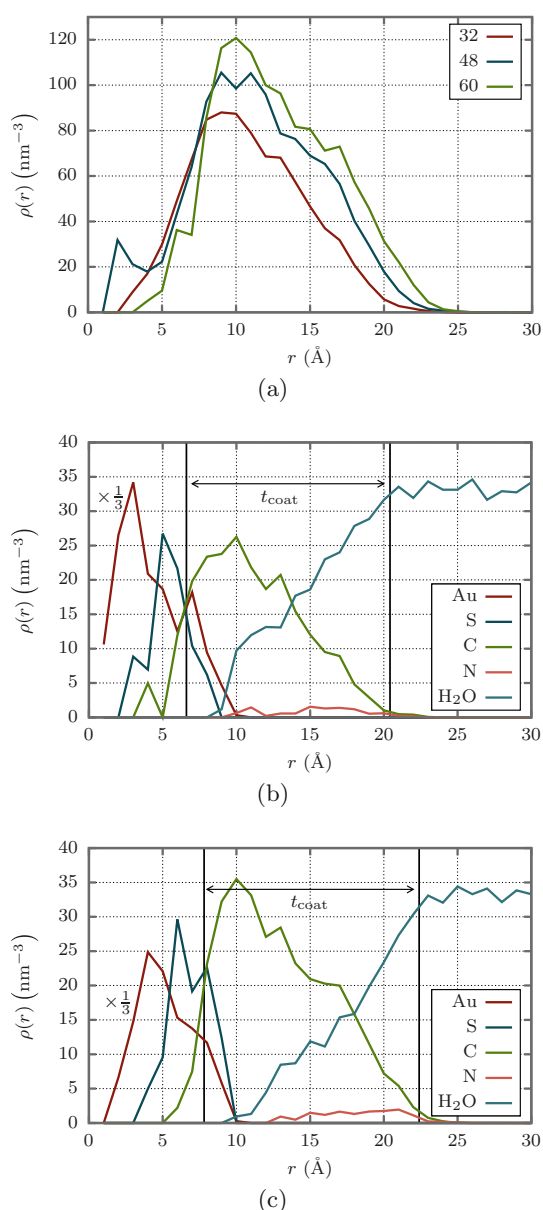 120
100
80
60
40
20
0
ρ(r) (nm⁻³)
32
48
60
0 5 10 15 20 25 30
r (Å)
(a)
40
35
30
25
20
15
10
5
0
ρ(r) (nm⁻³)
× 1/3
t_coat
Au
S
C
N
H₂O
0 5 10 15 20 25 30
r (Å)
(b)
40
35
30
25
20
15
10
5
0
ρ(r) (nm⁻³)
× 1/3
t_coat
Au
S
C
N
H₂O
0 5 10 15 20 25 30
r (Å)
(c)